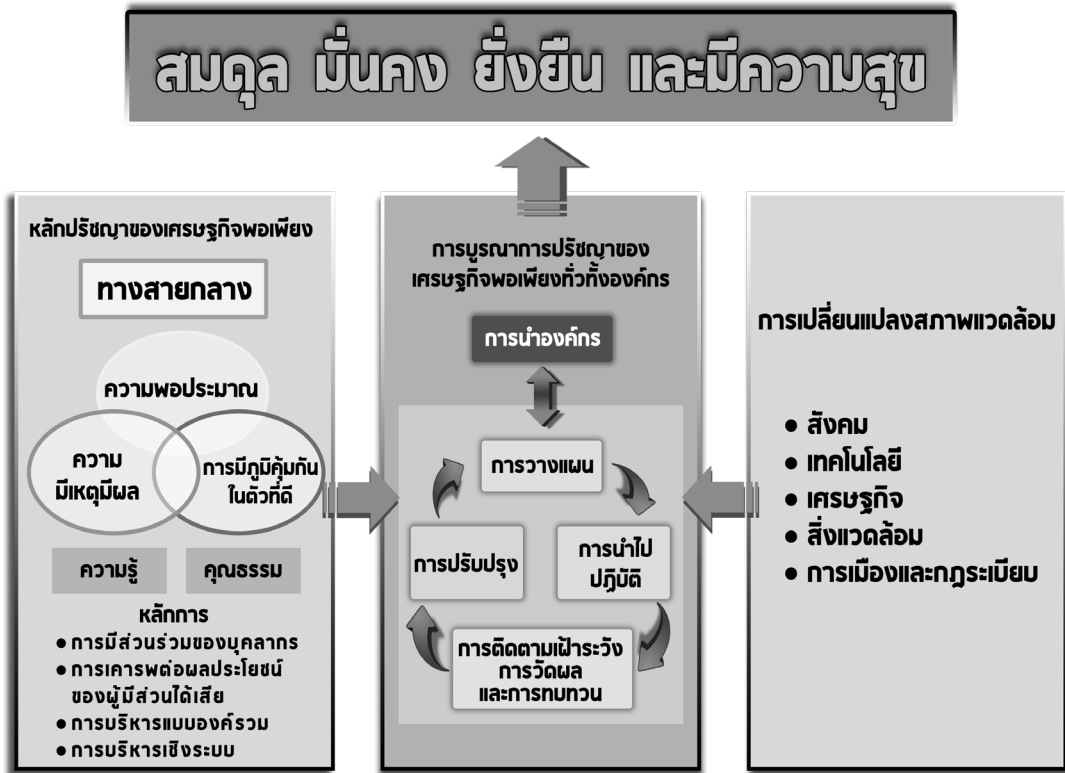 สมดุล มั่นคง ยั่งยืน และมีความสุข
หลักปรัชญาของเศรษฐกิจพอเพียง
ทางสายกลาง
ความพอประมาณ
ความ
มีเหตุมีผล
การมีภูมิคุ้มกัน
ในตัวที่ดี
ความรู้
คุณธรรม
หลักการ
● การมีส่วนร่วมของบุคลากร
● การเคารพต่อผลประโยชน์
ของผู้มีส่วนได้เสีย
● การบริหารแบบองค์รวม
● การบริหารเชิงระบบ
การบูรณาการปรัชญาของ
เศรษฐกิจพอเพียงทั่วทั้งองค์กร
การนำองค์กร
การวางแผน
การนำไป
ปฏิบัติ
การติดตามเฝ้าระวัง
การวัดผล
และการทบทวน
การปรับปรุง
การเปลี่ยนแปลงสภาพแวดล้อม
● สังคม
● เทคโนโลยี
● เศรษฐกิจ
● สิ่งแวดล้อม
● การเมืองและกฎระเบียบ